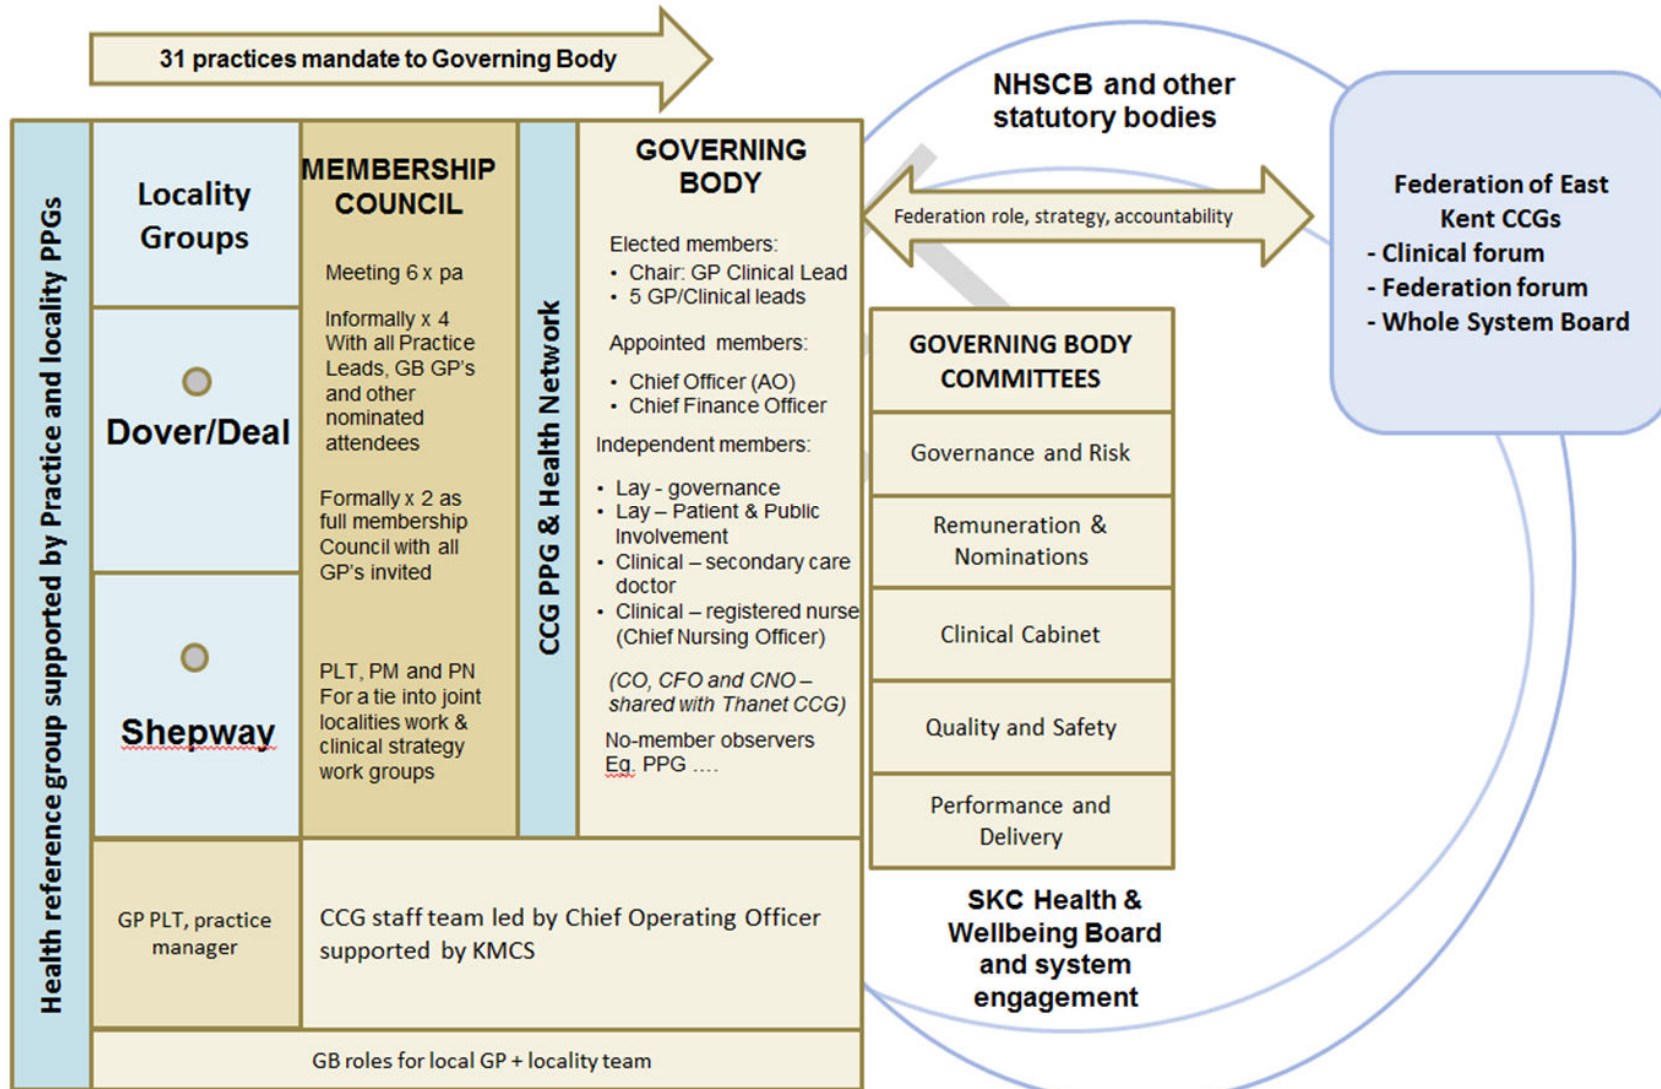 31 practices mandate to Governing Body
Health reference group supported by Practice and locality PPGs
Locality
Groups
Dover/Deal
Shepway
MEMBERSHIP
COUNCIL
Meeting 6 x pa
Informally x 4
With all Practice
Leads, GB GP's
and other
nominated
attendees
Formally x 2 as
full membership
Council with all
GP's invited
PLT, PM and PN
For a tie into joint
localities work &
clinical strategy
work groups
CCG PPG & Health Network
GOVERNING
BODY
Elected members:
• Chair: GP Clinical Lead
• 5 GP/Clinical leads
Appointed members:
• Chief Officer (AO)
• Chief Finance Officer
Independent members:
• Lay - governance
• Lay – Patient & Public
Involvement
• Clinical – secondary care
doctor
• Clinical – registered nurse
(Chief Nursing Officer)
(CO, CFO and CNO –
shared with Thanet CCG)
No-member observers
Eg. PPG ....
GP PLT, practice
manager
CCG staff team led by Chief Operating Officer
supported by KMCS
GB roles for local GP + locality team
NHSCB and other
statutory bodies
Federation role, strategy, accountability
Federation of East
Kent CCGs
- Clinical forum
- Federation forum
- Whole System Board
GOVERNING BODY
COMMITTEES
Governance and Risk
Remuneration &
Nominations
Clinical Cabinet
Quality and Safety
Performance and
Delivery
SKC Health &
Wellbeing Board
and system
engagement